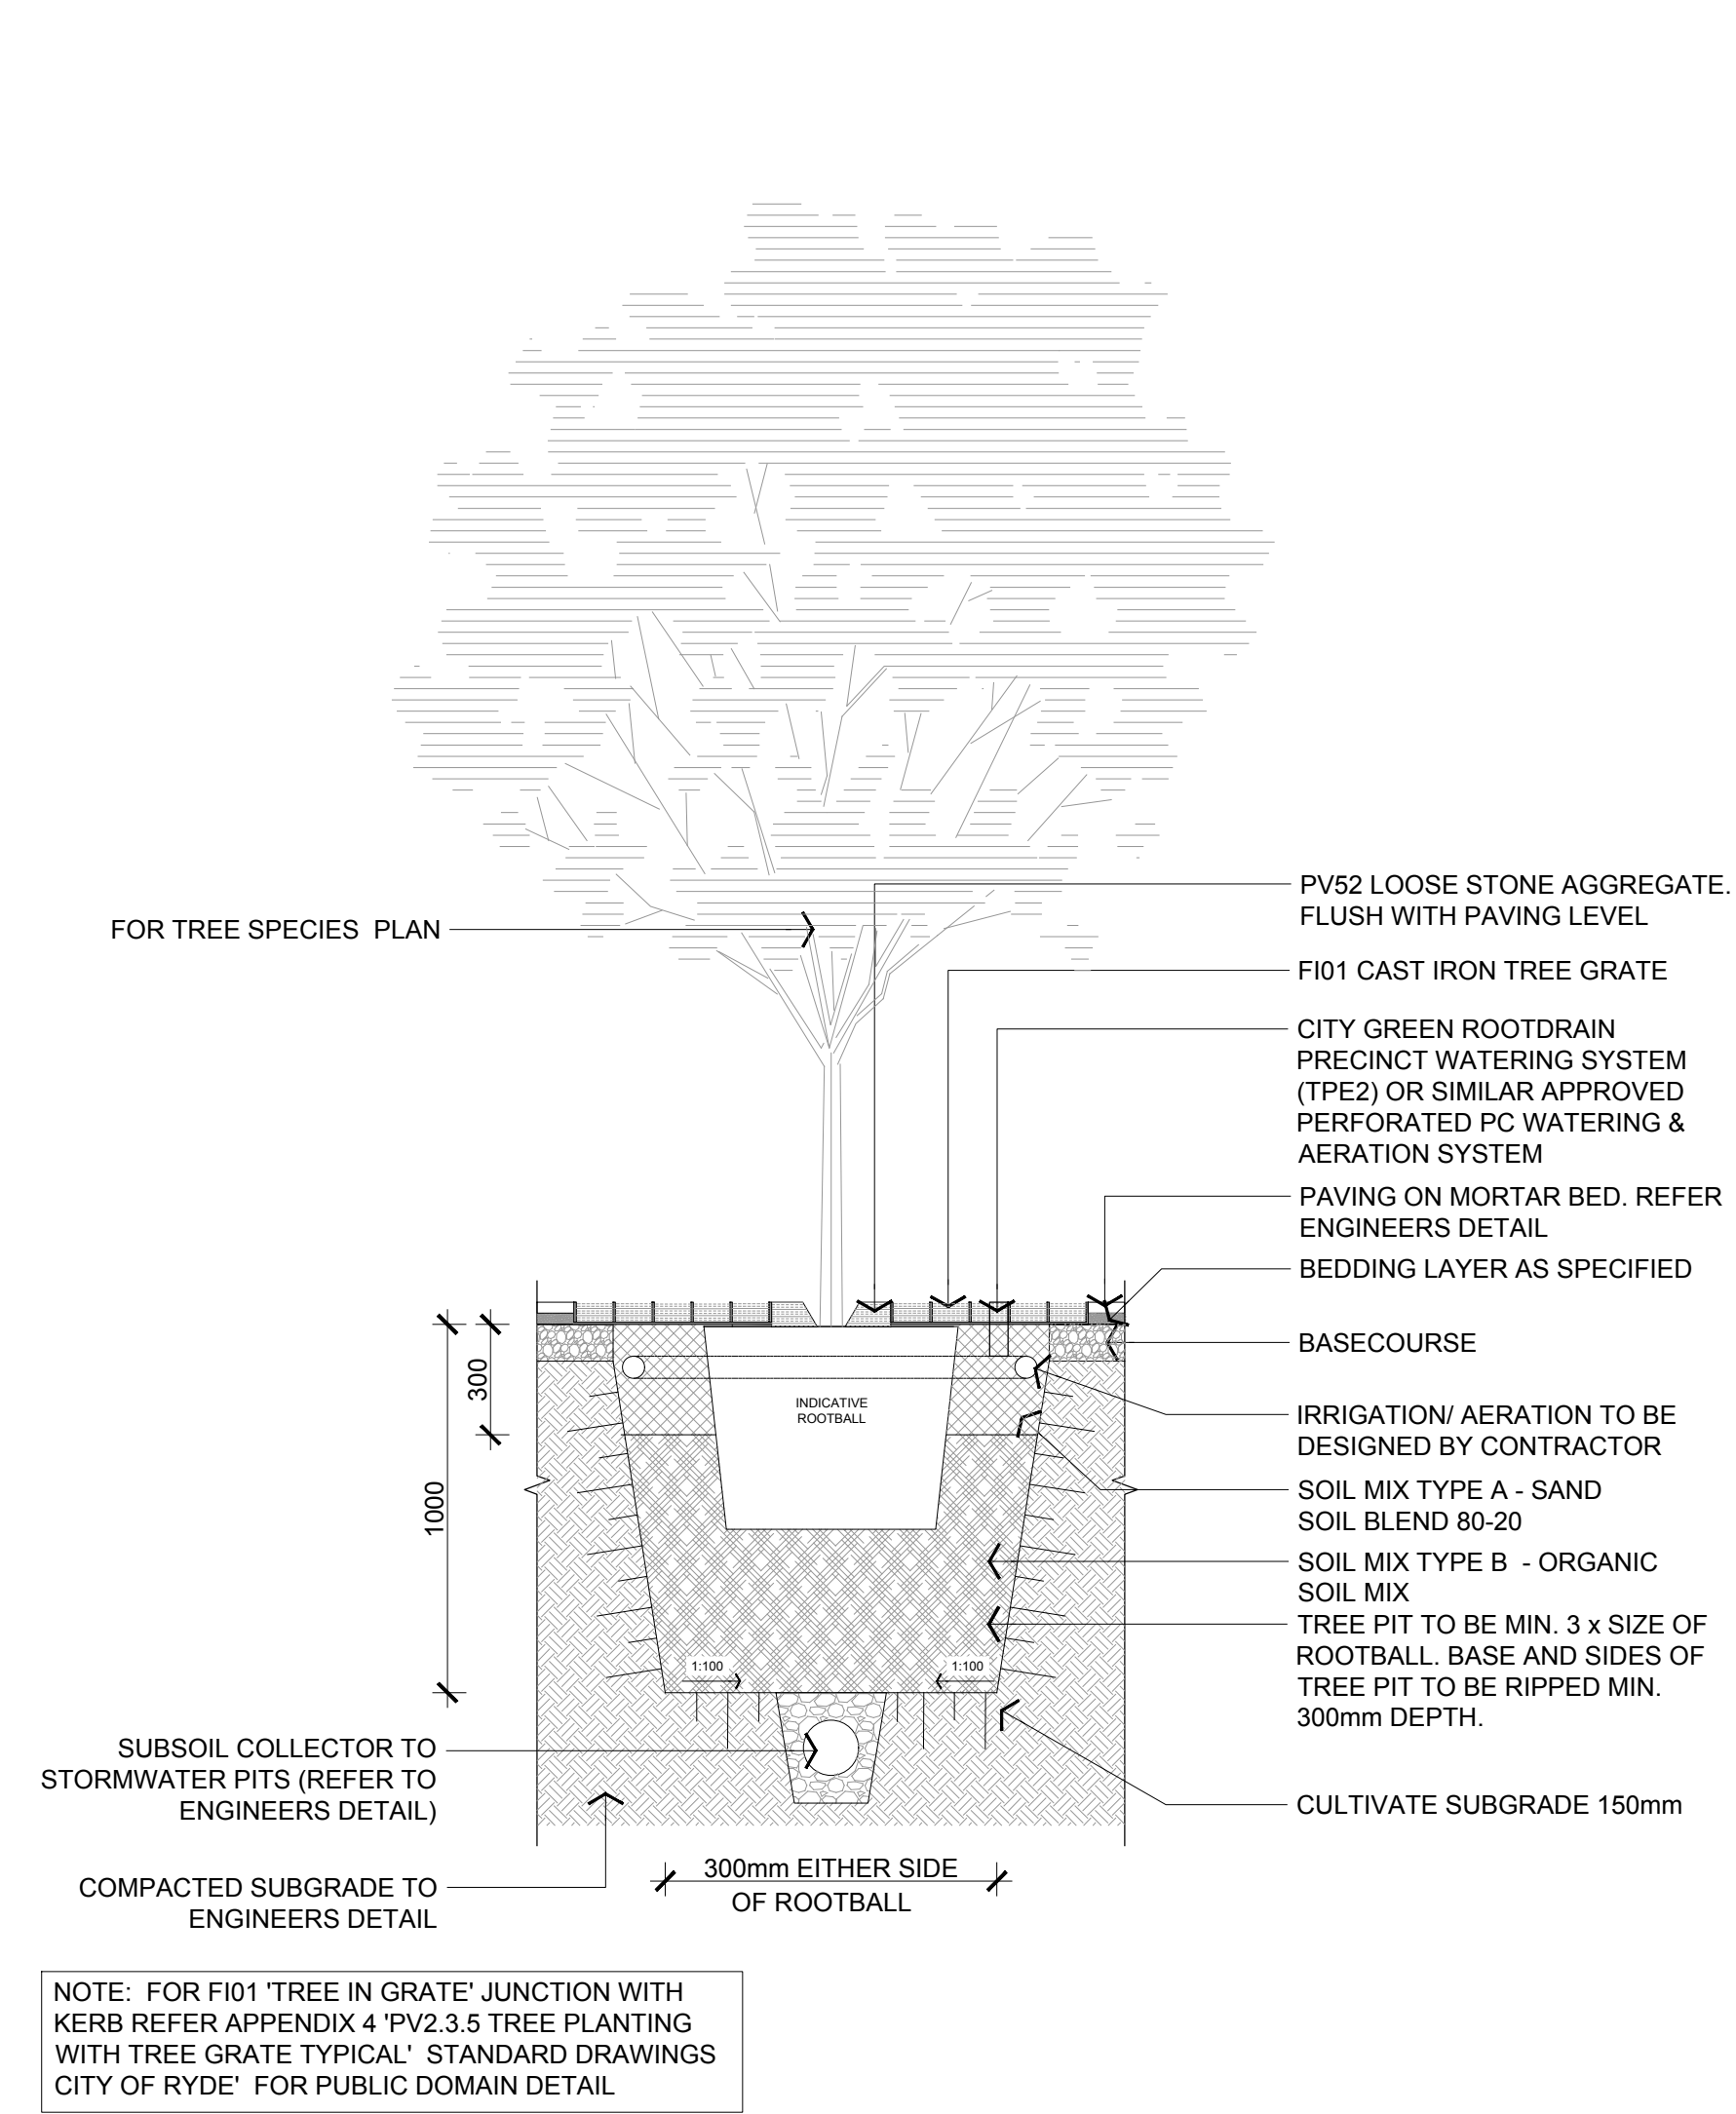 PV52 LOOSE STONE AGGREGATE.
FLUSH WITH PAVING LEVEL
FOR TREE SPECIES  PLAN
FI01 CAST IRON TREE GRATE
CITY GREEN ROOTDRAIN
PRECINCT WATERING SYSTEM
(TPE2) OR SIMILAR APPROVED
PERFORATED PC WATERING &
AERATION SYSTEM
PAVING ON MORTAR BED. REFER
ENGINEERS DETAIL
BEDDING LAYER AS SPECIFIED
BASECOURSE
300
1000
INDICATIVE
ROOTBALL
IRRIGATION/ AERATION TO BE
DESIGNED BY CONTRACTOR
SOIL MIX TYPE A - SAND
SOIL BLEND 80-20
SOIL MIX TYPE B  - ORGANIC
SOIL MIX
TREE PIT TO BE MIN. 3 x SIZE OF
ROOTBALL. BASE AND SIDES OF
TREE PIT TO BE RIPPED MIN.
300mm DEPTH.
1:100
1:100
SUBSOIL COLLECTOR TO
STORMWATER PITS (REFER TO
ENGINEERS DETAIL)
CULTIVATE SUBGRADE 150mm
COMPACTED SUBGRADE TO
ENGINEERS DETAIL
300mm EITHER SIDE
OF ROOTBALL
NOTE:  FOR FI01 'TREE IN GRATE' JUNCTION WITH
KERB REFER APPENDIX 4 'PV2.3.5 TREE PLANTING
WITH TREE GRATE TYPICAL'  STANDARD DRAWINGS
CITY OF RYDE'  FOR PUBLIC DOMAIN DETAIL